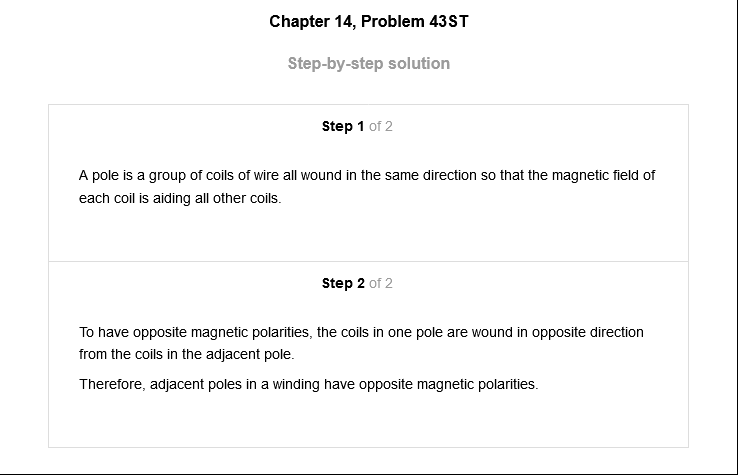 Chapter 14, Problem 43ST
Step-by-step solution
Step 1 of 2
A pole is a group of coils of wire all wound in the same direction so that the magnetic field of
each coil is aiding all other coils.
Step 2 of 2
To have opposite magnetic polarities, the coils in one pole are wound in opposite direction
from the coils in the adjacent pole.
Therefore, adjacent poles in a winding have opposite magnetic polarities.